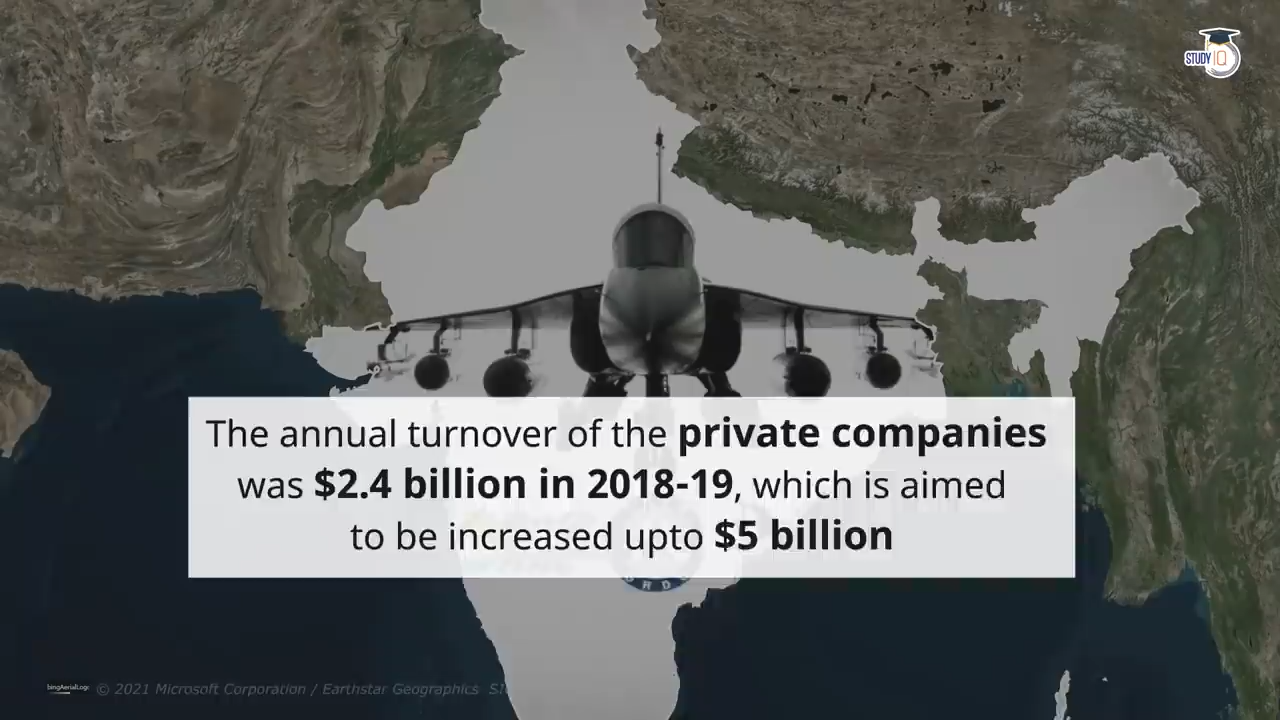 STUDY IQ
The annual turnover of the private companies
was $2.4 billion in 2018-19, which is aimed
to be increased upto $5 billion
© 2021 Microsoft Corporation / Earthstar Geographics